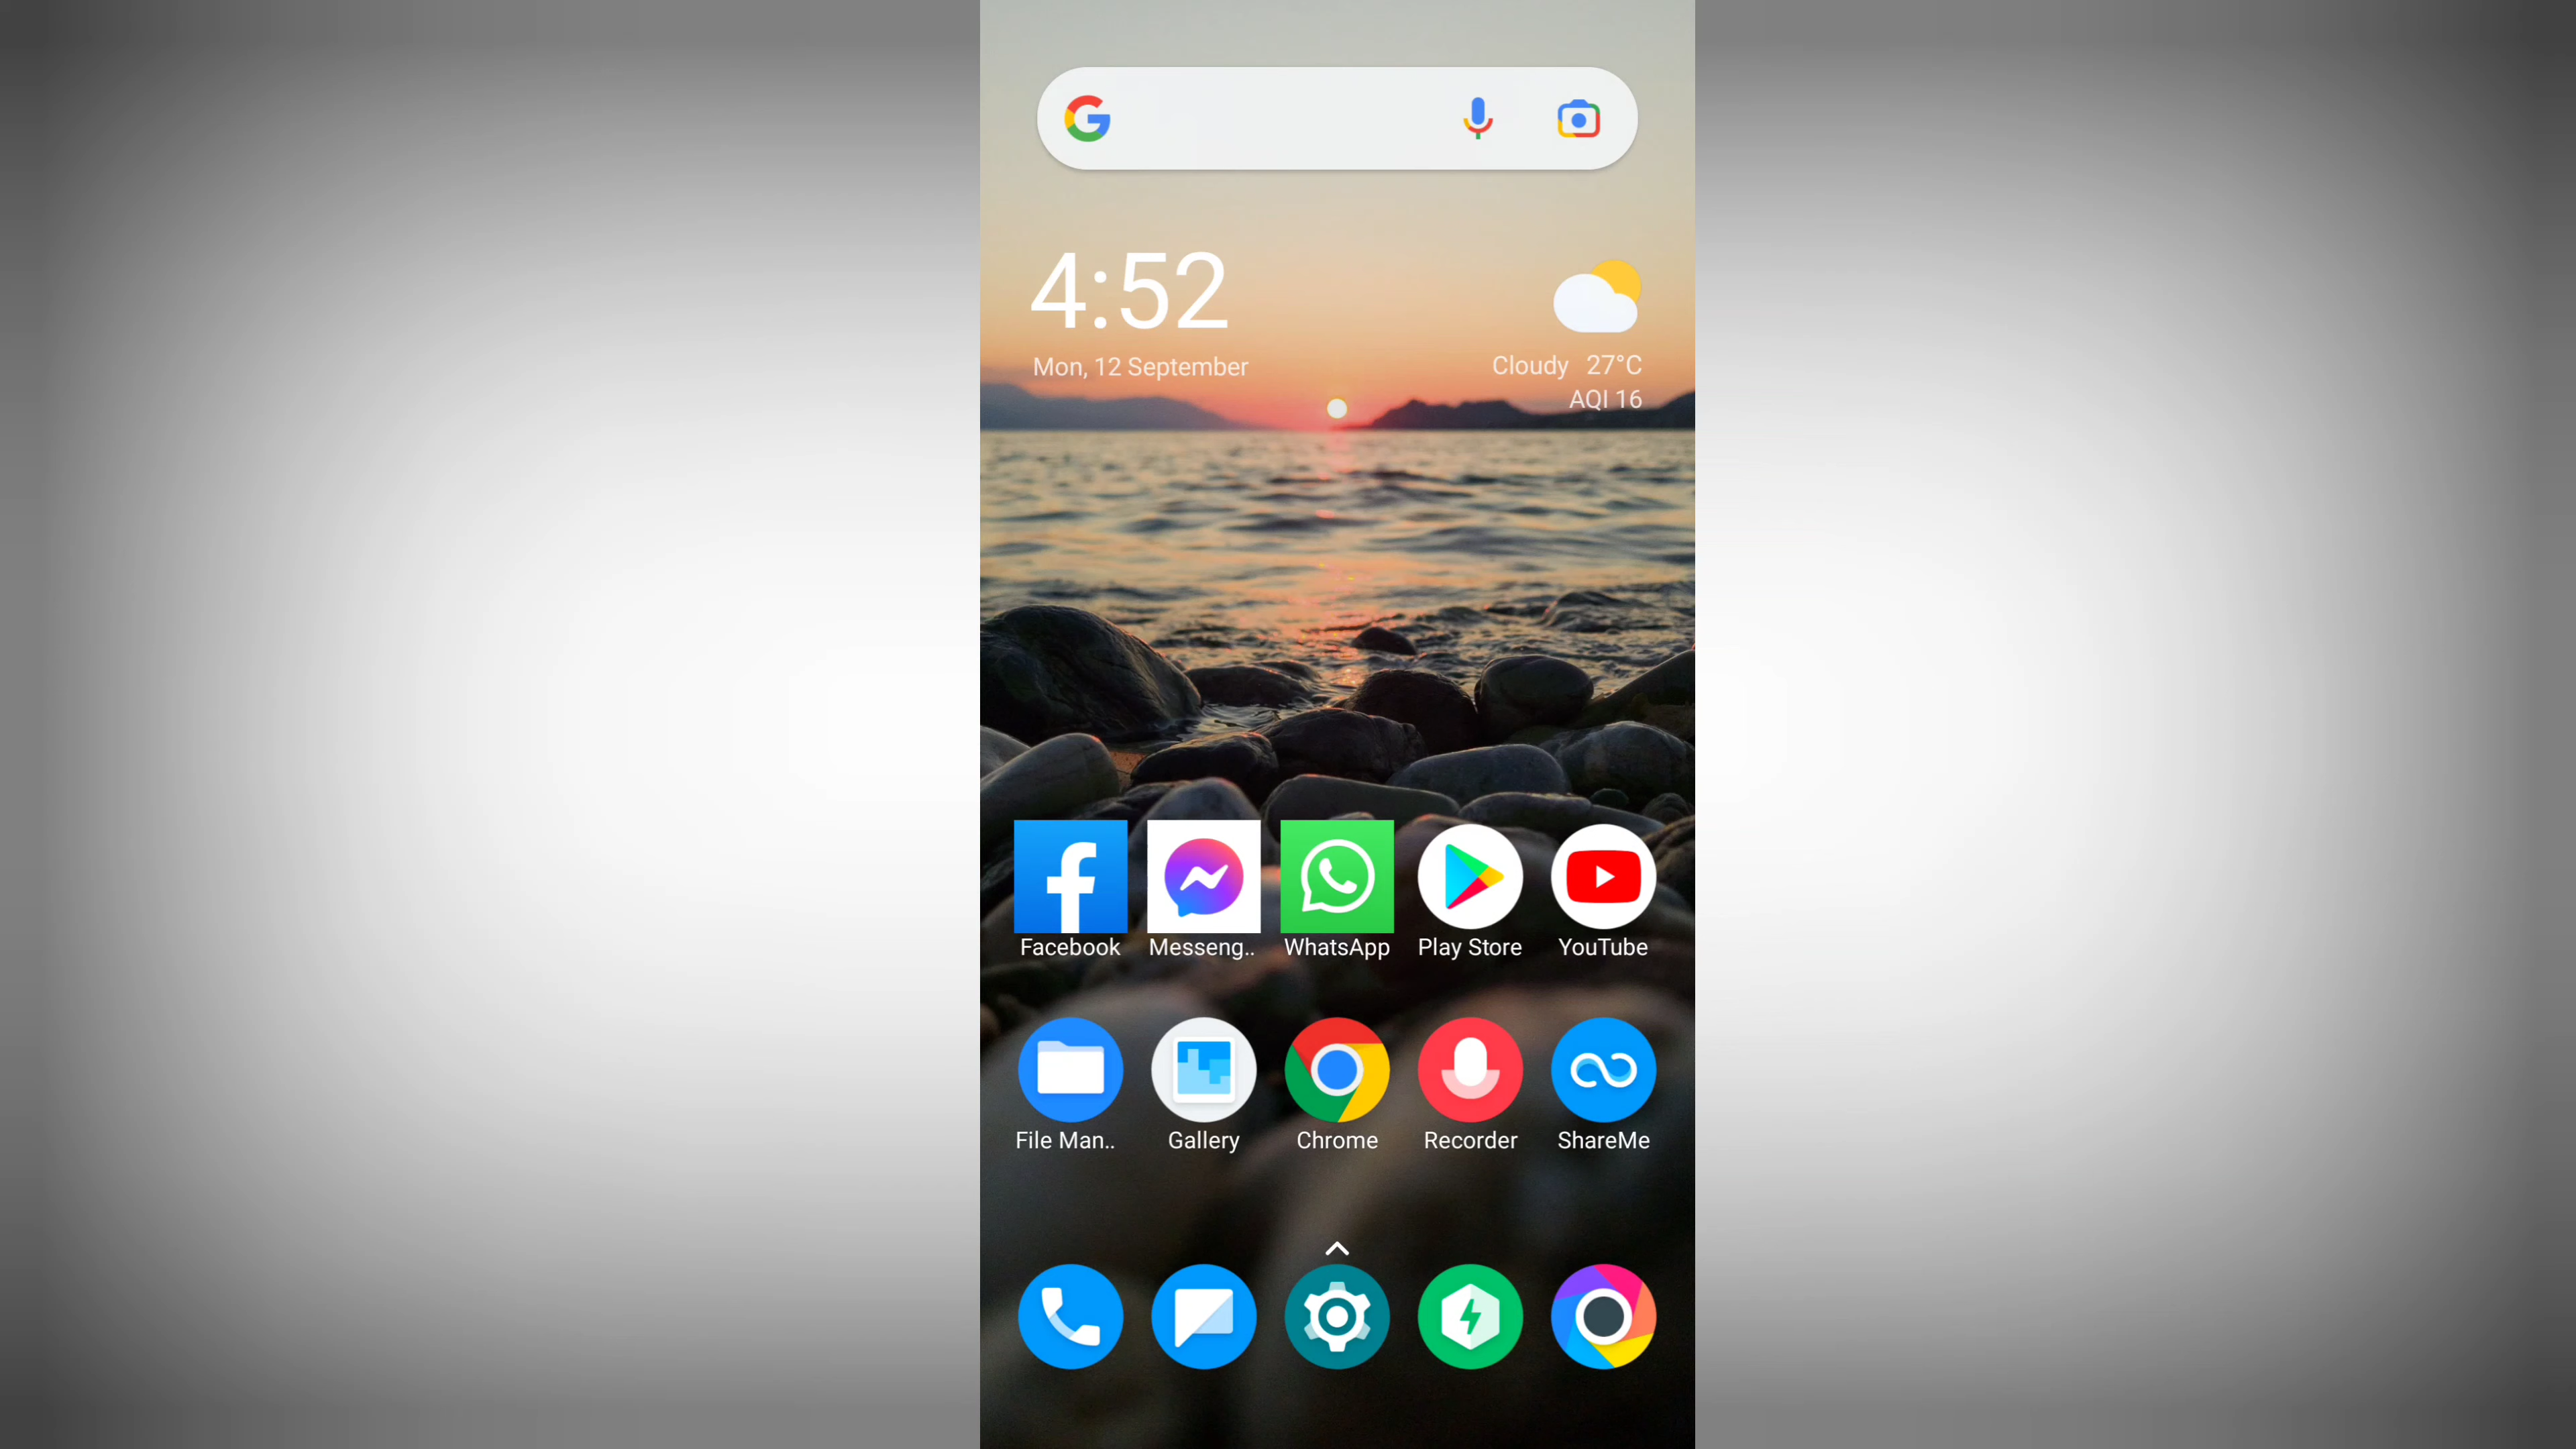 4:52
Mon, 12 September
Cloudy 27°C
AQI 16
Facebook
Messeng..
WhatsApp
Play Store
YouTube
File Man..
Gallery
Chrome
Recorder
ShareMe